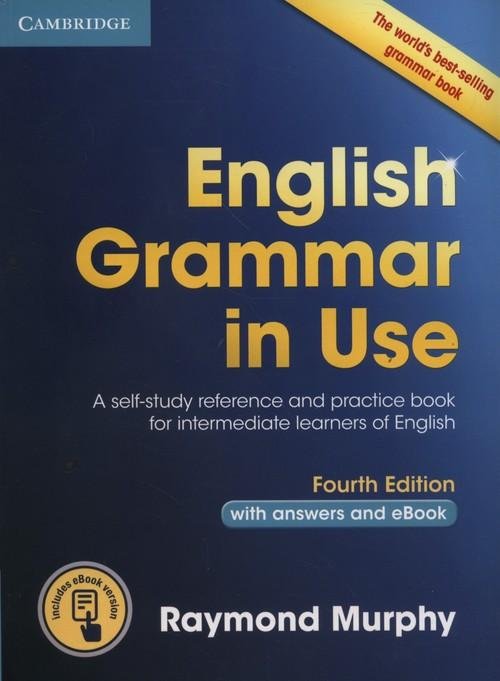 CAMBRIDGE
The world's best-selling
grammar book
English
Grammar
in Use
A self-study reference and practice book
for intermediate learners of English
Fourth Edition
with answers and eBook
includes eBook version
Raymond Murphy